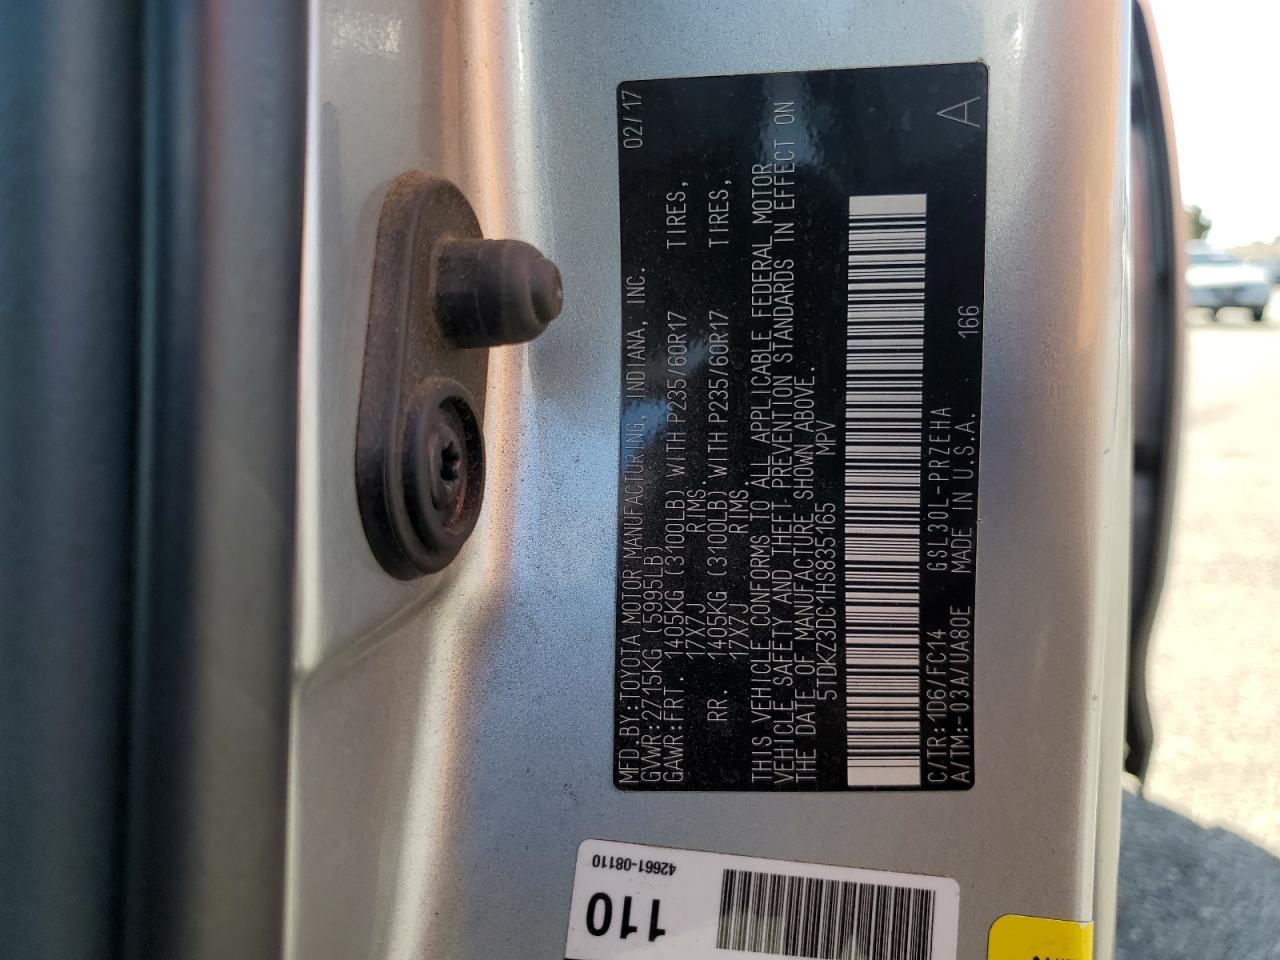 MFD.BY:TOYOTA MOTOR MANUFACTURING, INDIANA, INC. 02/17
GVWR:2715KG (5995LB)
GAWR:FRT. 1405KG (3100LB) WITH P235/60R17 TIRES,
17X7J RIMS.
RR. 1405KG (3100LB) WITH P235/60R17 TIRES,
17X7J RIMS.
THIS VEHICLE CONFORMS TO ALL APPLICABLE FEDERAL MOTOR
VEHICLE SAFETY AND THEFT PREVENTION STANDARDS IN EFFECT ON
THE DATE OF MANUFACTURE SHOWN ABOVE.
5TDKZ3DC1HS835165 MPV
C/TR:1D6/FC14 GSL30L-PRZEHA 166 A
A/TM:-03A/UA80E MADE IN U.S.A.
42661-08110
110